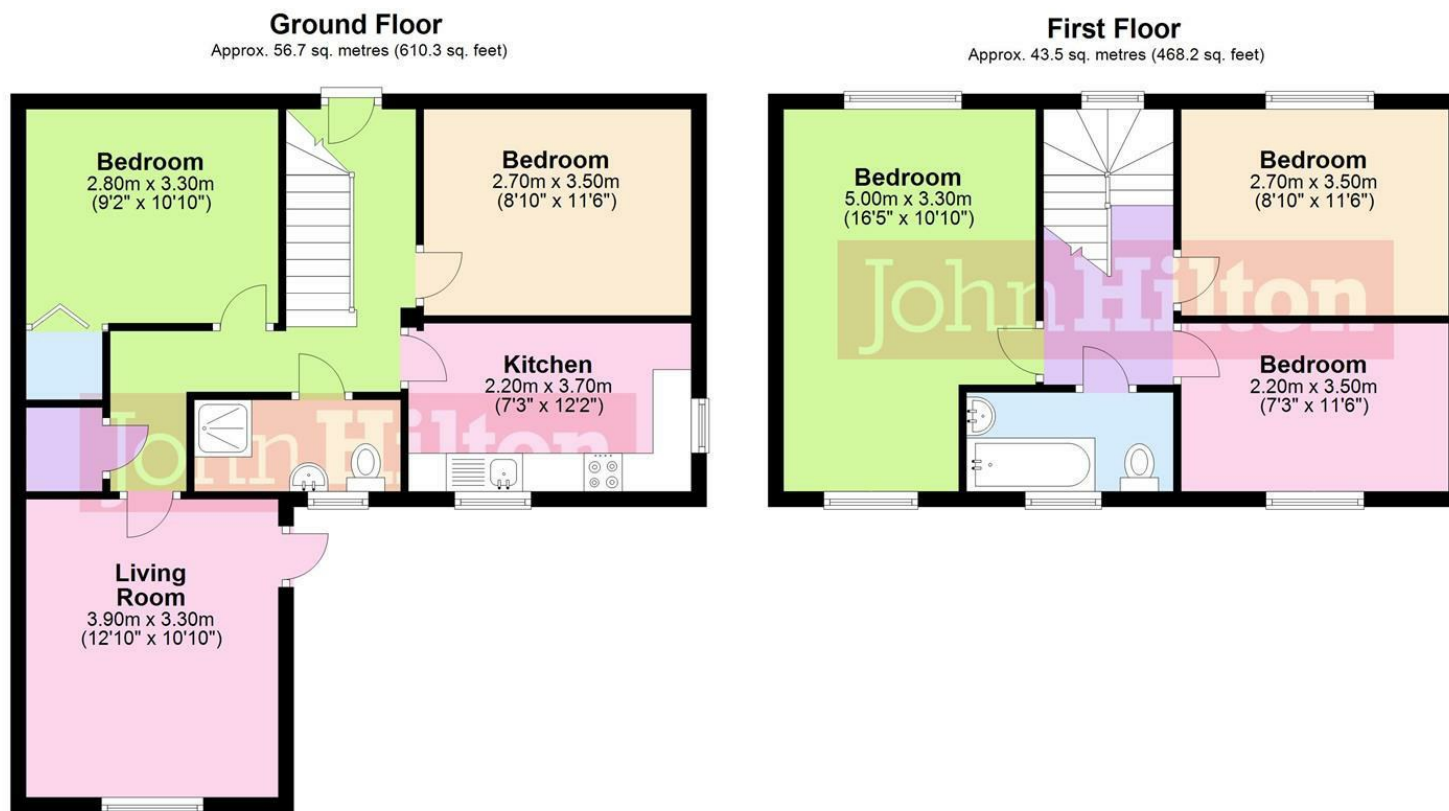 Ground Floor
Approx. 56.7 sq. metres (610.3 sq. feet)
Bedroom
2.80m x 3.30m
(9'2" x 10'10")
Bedroom
2.70m x 3.50m
(8'10" x 11'6")
Kitchen
2.20m x 3.70m
(7'3" x 12'2")
John Hilton
Living
Room
3.90m x 3.30m
(12'10" x 10'10")
First Floor
Approx. 43.5 sq. metres (468.2 sq. feet)
Bedroom
5.00m x 3.30m
(16'5" x 10'10")
Bedroom
2.70m x 3.50m
(8'10" x 11'6")
John Hilton
Bedroom
2.20m x 3.50m
(7'3" x 11'6")